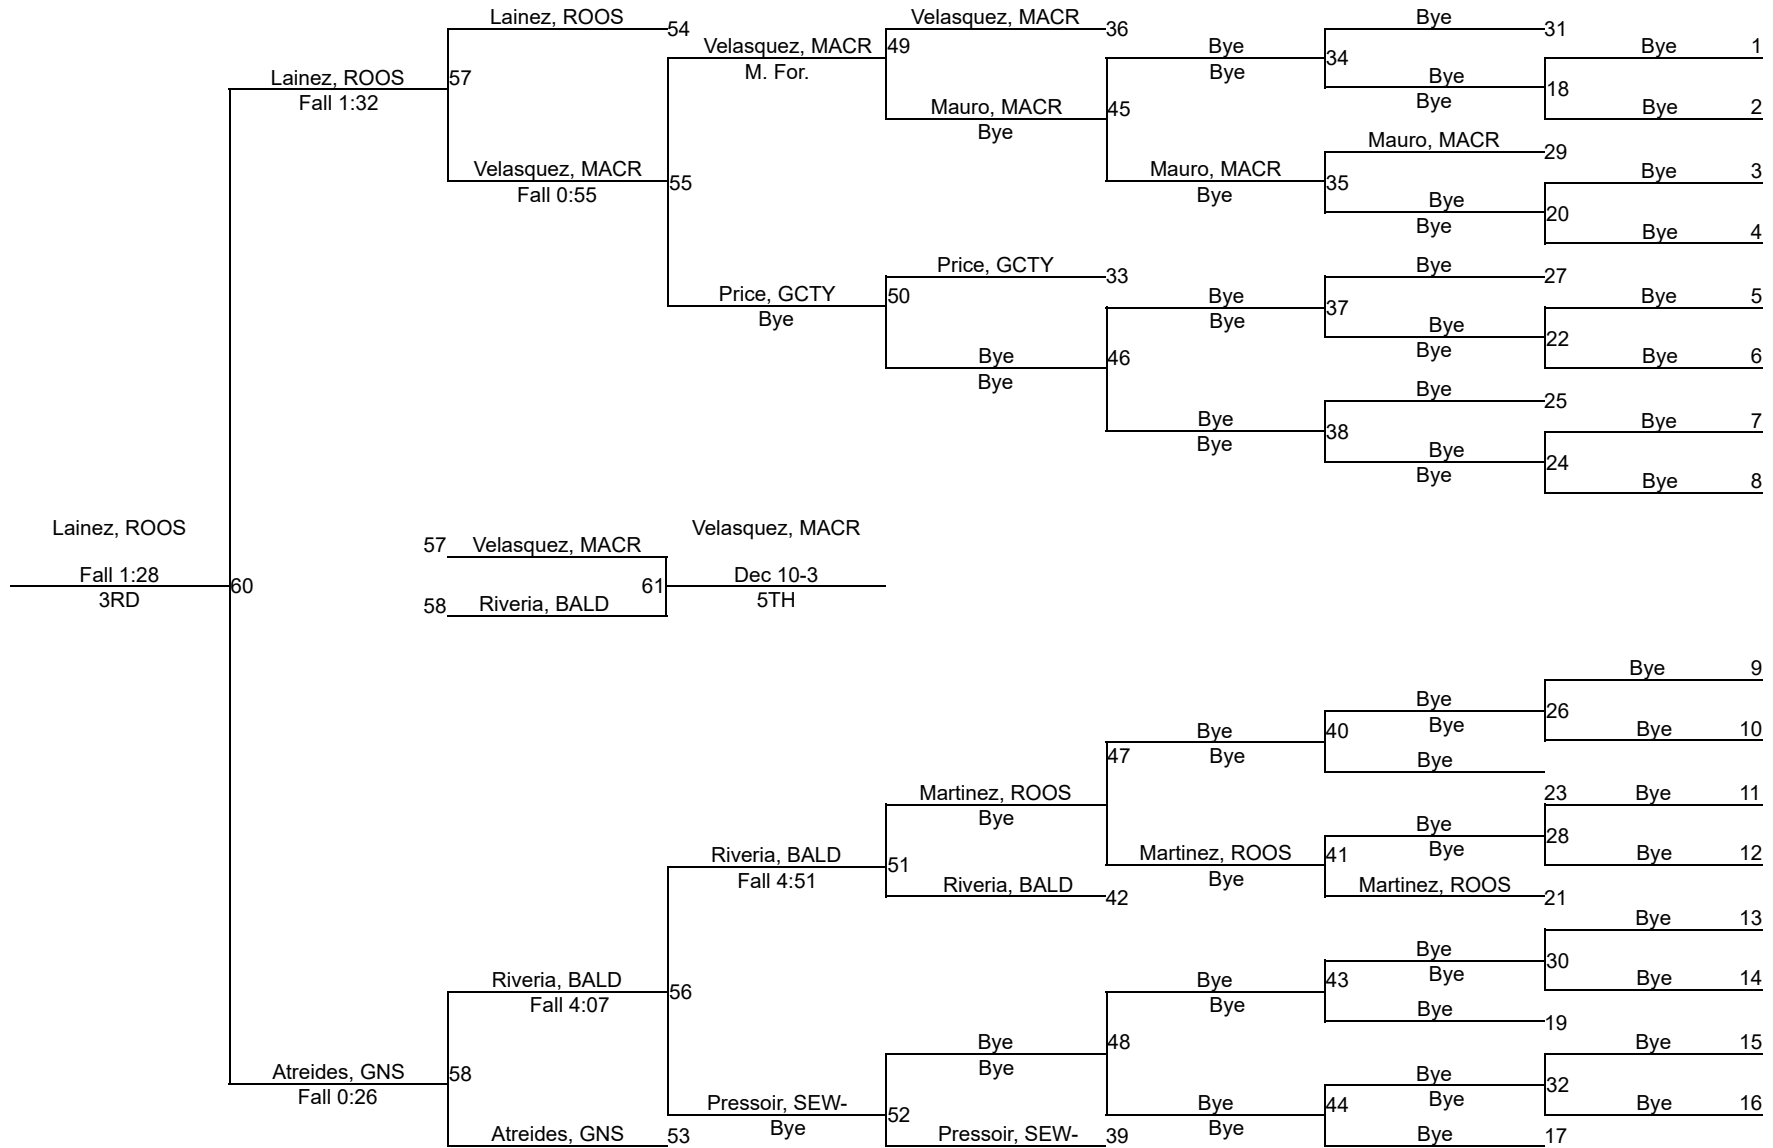 Lainez, ROOS 54 Velasquez, MACR 36 Bye 31
Velasquez, MACR 49 Bye Bye 1
M. For. Bye 34
Lainez, ROOS 57 Bye 18
Fall 1:32 Mauro, MACR 45 Bye Bye 2
Bye
Mauro, MACR 29
Velasquez, MACR 55 Mauro, MACR 35 Bye 3
Fall 0:55 Bye Bye 20
Bye Bye 4
Price, GCTY 33 Bye 27
Price, GCTY 50 Bye 37 Bye 5
Bye Bye Bye 22
Bye 46 Bye Bye 6
Bye
Bye 25
Bye 38 Bye 7
Bye Bye 24
Bye Bye 8
Lainez, ROOS Velasquez, MACR
57 Velasquez, MACR
Fall 1:28 60 61 Dec 10-3
3RD 58 Riveria, BALD 5TH
Bye 9
Bye 26
Bye 40 Bye Bye 10
Bye
47 Bye
Martinez, ROOS 23 Bye 11
Bye Bye 28
Riveria, BALD 51 Martinez, ROOS 41 Bye Bye 12
Fall 4:51 Bye
Riveria, BALD 42 Martinez, ROOS 21
Bye 13
Bye 30
Riveria, BALD 56 Bye 43 Bye Bye 14
Fall 4:07 Bye
Bye 19
Bye 48 Bye 15
Bye
Atreides, GNS 58 Bye 32
Fall 0:26 Pressoir, SEW- 52 Bye 44 Bye Bye 16
Bye Bye
Atreides, GNS 53 Pressoir, SEW- 39 Bye 17